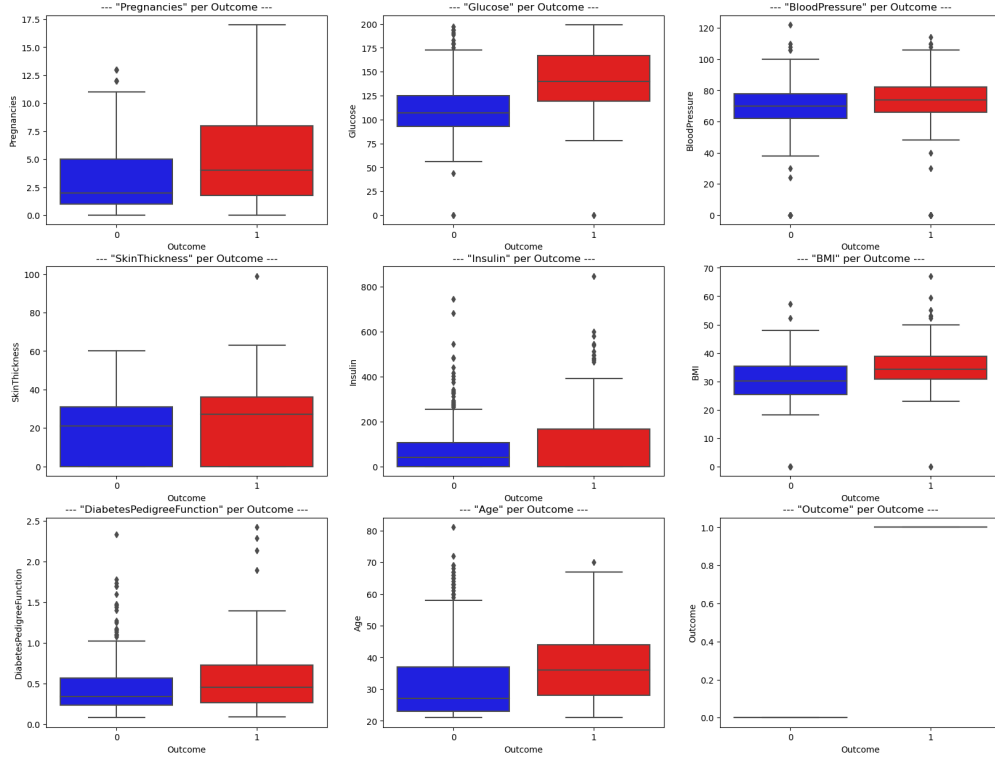 --- "Pregnancies" per Outcome ---
17.5
15.0
12.5
10.0
7.5
5.0
2.5
0.0
Pregnancies
0 1
Outcome
--- "Glucose" per Outcome ---
200
175
150
125
100
75
50
25
0
Glucose
0 1
Outcome
--- "BloodPressure" per Outcome ---
120
100
80
60
40
20
0
BloodPressure
0 1
Outcome
--- "SkinThickness" per Outcome ---
100
80
60
40
20
0
SkinThickness
0 1
Outcome
--- "Insulin" per Outcome ---
800
600
400
200
0
Insulin
0 1
Outcome
--- "BMI" per Outcome ---
70
60
50
40
30
20
10
0
BMI
0 1
Outcome
--- "DiabetesPedigreeFunction" per Outcome ---
2.5
2.0
1.5
1.0
0.5
0.0
DiabetesPedigreeFunction
0 1
Outcome
--- "Age" per Outcome ---
80
70
60
50
40
30
20
Age
0 1
Outcome
--- "Outcome" per Outcome ---
1.0
0.8
0.6
0.4
0.2
0.0
Outcome
0 1
Outcome